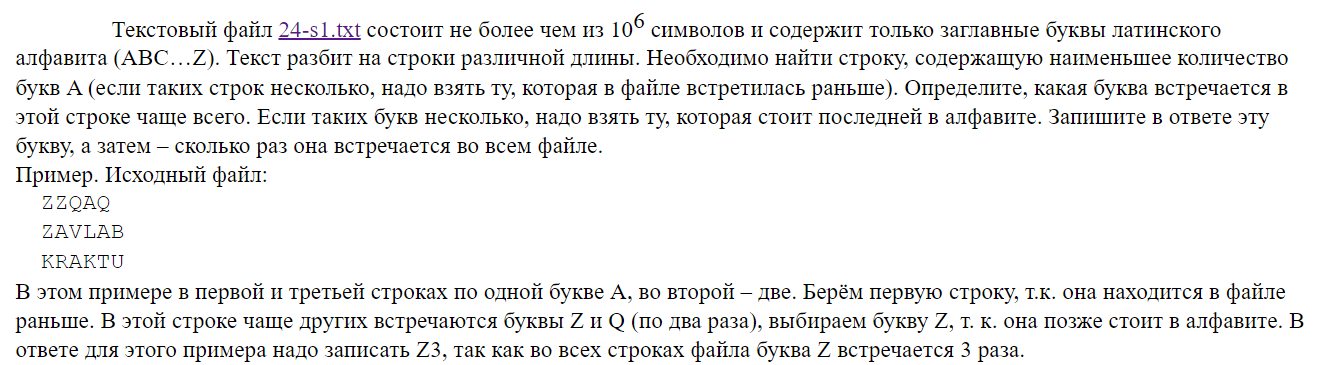 Текстовый файл 24-s1.txt состоит не более чем из 10⁶ символов и содержит только заглавные буквы латинского
алфавита (ABC…Z). Текст разбит на строки различной длины. Необходимо найти строку, содержащую наименьшее количество
букв A (если таких строк несколько, надо взять ту, которая в файле встретилась раньше). Определите, какая буква встречается в
этой строке чаще всего. Если таких букв несколько, надо взять ту, которая стоит последней в алфавите. Запишите в ответе эту
букву, а затем – сколько раз она встречается во всем файле.
Пример. Исходный файл:
ZZQAQ
ZAVLAB
KRAKTU
В этом примере в первой и третьей строках по одной букве A, во второй – две. Берём первую строку, т.к. она находится в файле
раньше. В этой строке чаще других встречаются буквы Z и Q (по два раза), выбираем букву Z, т. к. она позже стоит в алфавите. В
ответе для этого примера надо записать Z3, так как во всех строках файла буква Z встречается 3 раза.